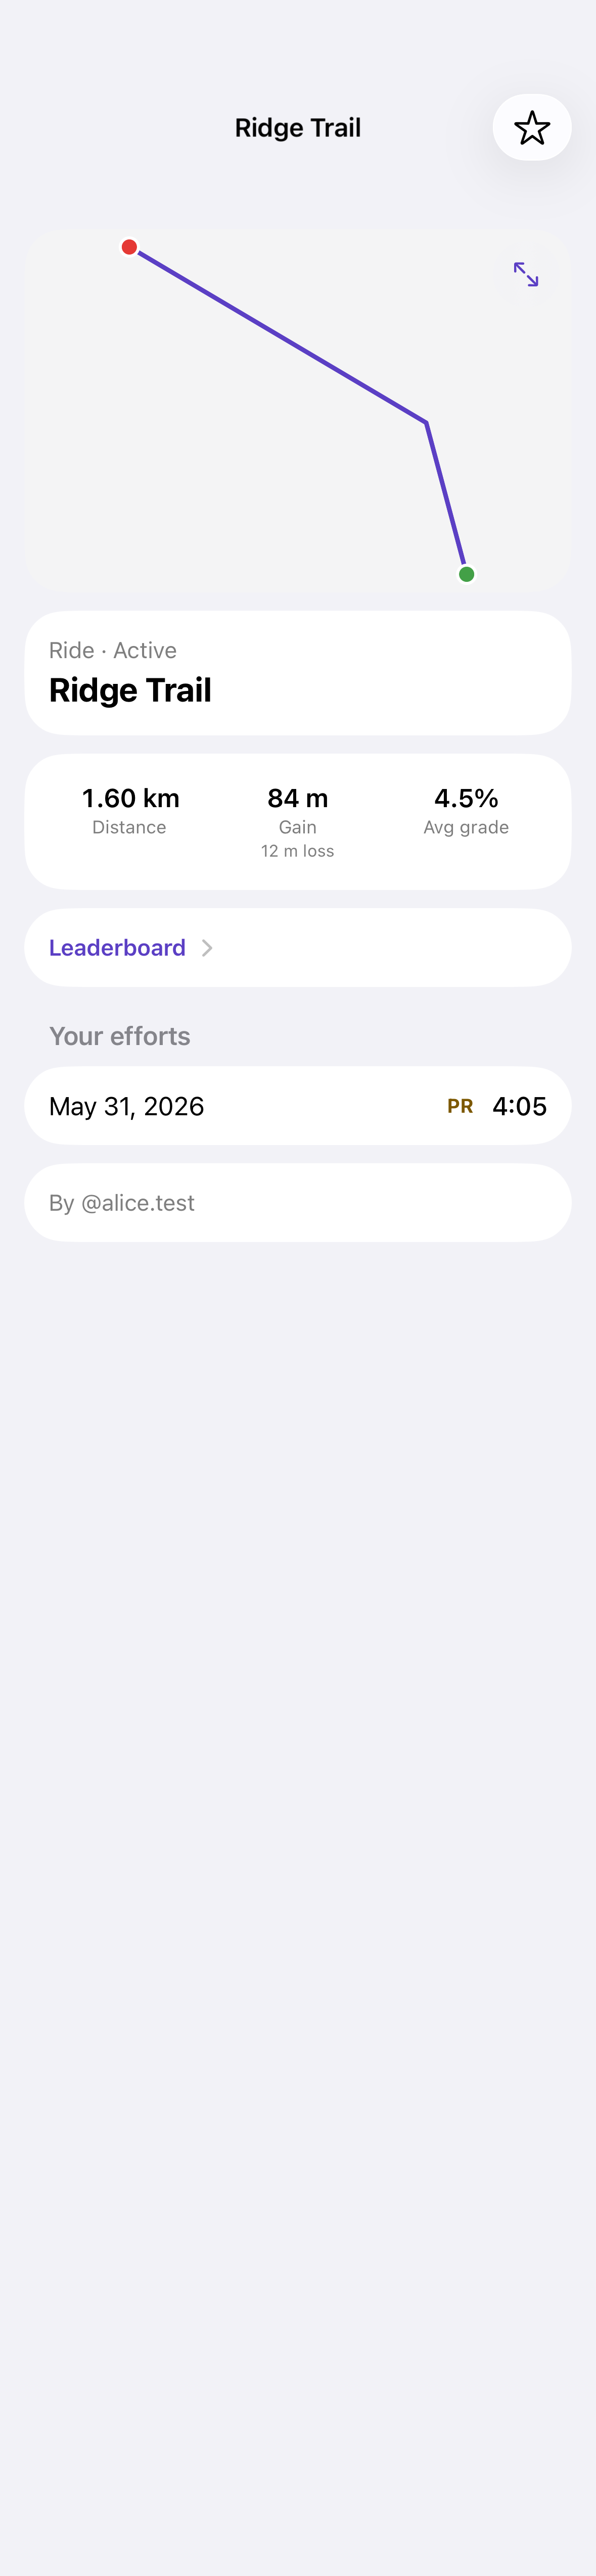 Ridge Trail
Ride · Active
Ridge Trail
1.60 km 84 m 4.5%
Distance Gain Avg grade
12 m loss
Leaderboard
Your efforts
May 31, 2026 PR 4:05
By @alice.test